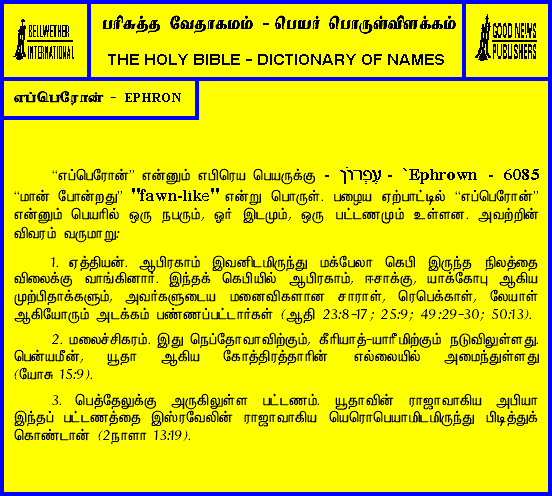 BELLWETHER
INTERNATIONAL
பரிசுத்த வேதாகமம் - பெயர் பொருள்விளக்கம்
THE HOLY BIBLE - DICTIONARY OF NAMES
GOOD NEWS
PUBLISHERS
எப்பெரோன் - EPHRON
“எப்பெரோன்” என்னும் எபிரெய பெயருக்கு - עֶפְרוֹן - `Ephrown - 6085
“மான் போன்றது” "fawn-like" என்று பொருள். பழைய ஏற்பாட்டில் “எப்பெரோன்”
என்னும் பெயரில் ஒரு நபரும், ஓர் இடமும், ஒரு பட்டணமும் உள்ளன. அவற்றின்
விவரம் வருமாறு:
1. ஏத்தியன். ஆபிரகாம் இவனிடமிருந்து மக்பேலா கெபி இருந்த நிலத்தை
விலைக்கு வாங்கினார். இந்தக் கெபியில் ஆபிரகாம், ஈசாக்கு, யாக்கோபு ஆகிய
முற்பிதாக்களும், அவர்களுடைய மனைவிகளான சாராள், ரெபெக்காள், லேயாள்
ஆகியோரும் அடக்கம் பண்ணப்பட்டார்கள் (ஆதி 23:8-17; 25:9; 49:29-30; 50:13).
2. மலைச்சிகரம். இது நெப்தோவாவிற்கும், கீரியாத்-யாரீமிற்கும் நடுவிலுள்ளது.
பென்யமீன், யூதா ஆகிய கோத்திரத்தாரின் எல்லையில் அமைந்துள்ளது
(யோசு 15:9).
3. பெத்தேலுக்கு அருகிலுள்ள பட்டணம். யூதாவின் ராஜாவாகிய அபியா
இந்தப் பட்டணத்தை இஸ்ரவேலின் ராஜாவாகிய யெரொபெயாமிடமிருந்து பிடித்துக்
கொண்டான் (2நாளா 13:19).